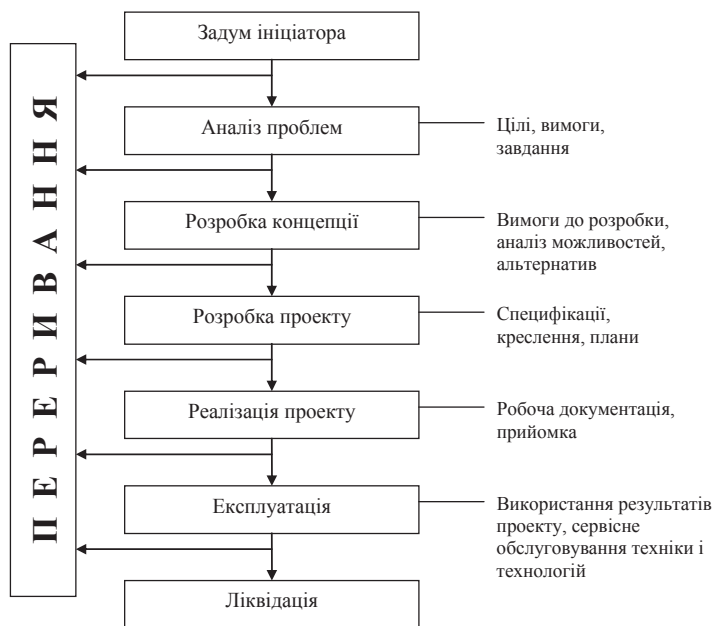 ПЕРЕРИВАННЯ
Задум ініціатора
Аналіз проблем
Цілі, вимоги,
завдання
Розробка концепції
Вимоги до розробки,
аналіз можливостей,
альтернатив
Розробка проекту
Специфікації,
креслення, плани
Реалізація проекту
Робоча документація,
прийомка
Експлуатація
Використання результатів
проекту, сервісне
обслуговування техніки і
технологій
Ліквідація